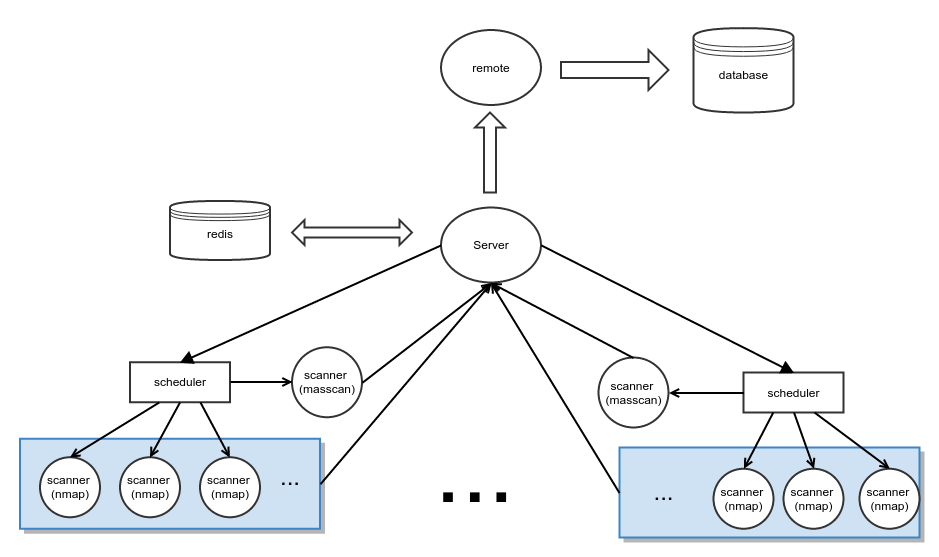 remote
database
redis
Server
scheduler
scanner
(masscan)
scanner
(masscan)
scheduler
scanner
(nmap)
scanner
(nmap)
scanner
(nmap)
...
...
...
scanner
(nmap)
scanner
(nmap)
scanner
(nmap)